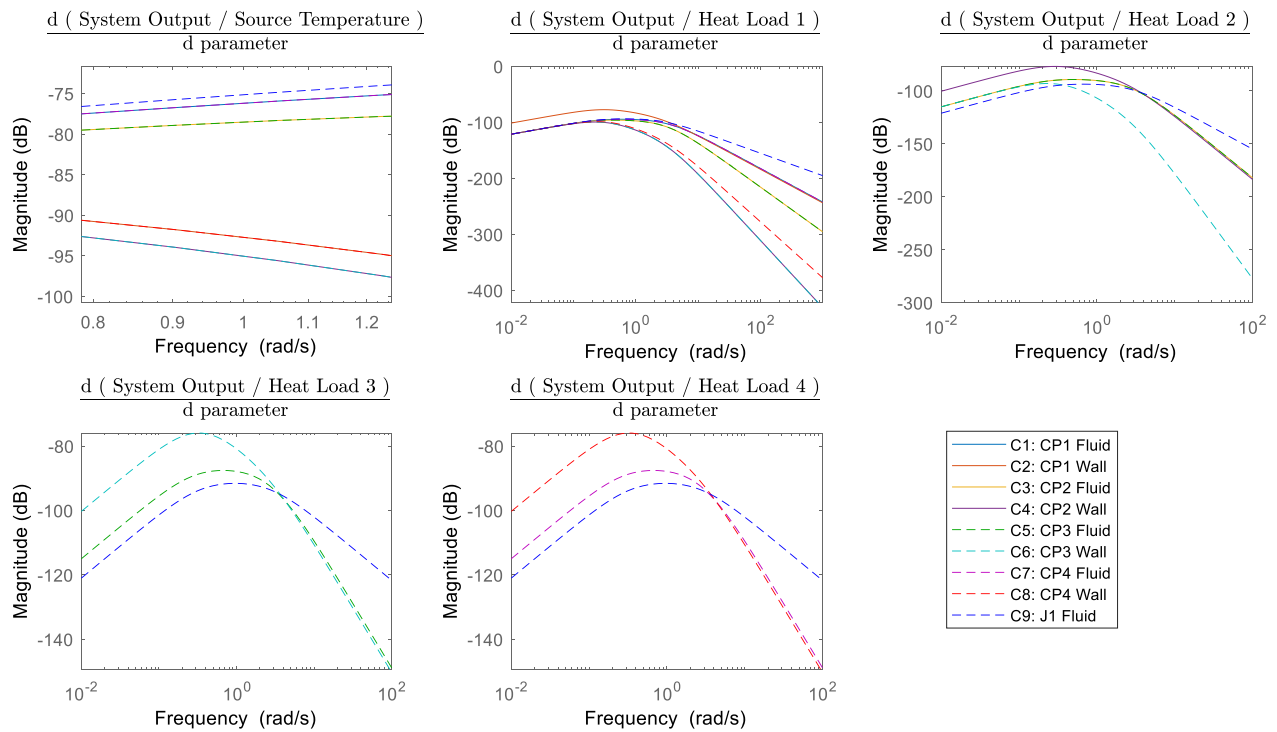 d ( System Output / Source Temperature )
d parameter
-75
-80
-85
-90
-95
-100
Magnitude (dB)
0.8
0.9
1
1.1
1.2
Frequency (rad/s)
d ( System Output / Heat Load 1 )
d parameter
0
-100
-200
-300
-400
Magnitude (dB)
10^-2
10^0
10^2
Frequency (rad/s)
d ( System Output / Heat Load 2 )
d parameter
-100
-150
-200
-250
-300
Magnitude (dB)
10^-2
10^0
10^2
Frequency (rad/s)
d ( System Output / Heat Load 3 )
d parameter
-80
-100
-120
-140
Magnitude (dB)
10^-2
10^0
10^2
Frequency (rad/s)
d ( System Output / Heat Load 4 )
d parameter
-80
-100
-120
-140
Magnitude (dB)
10^-2
10^0
10^2
Frequency (rad/s)
C1: CP1 Fluid
C2: CP1 Wall
C3: CP2 Fluid
C4: CP2 Wall
C5: CP3 Fluid
C6: CP3 Wall
C7: CP4 Fluid
C8: CP4 Wall
C9: J1 Fluid